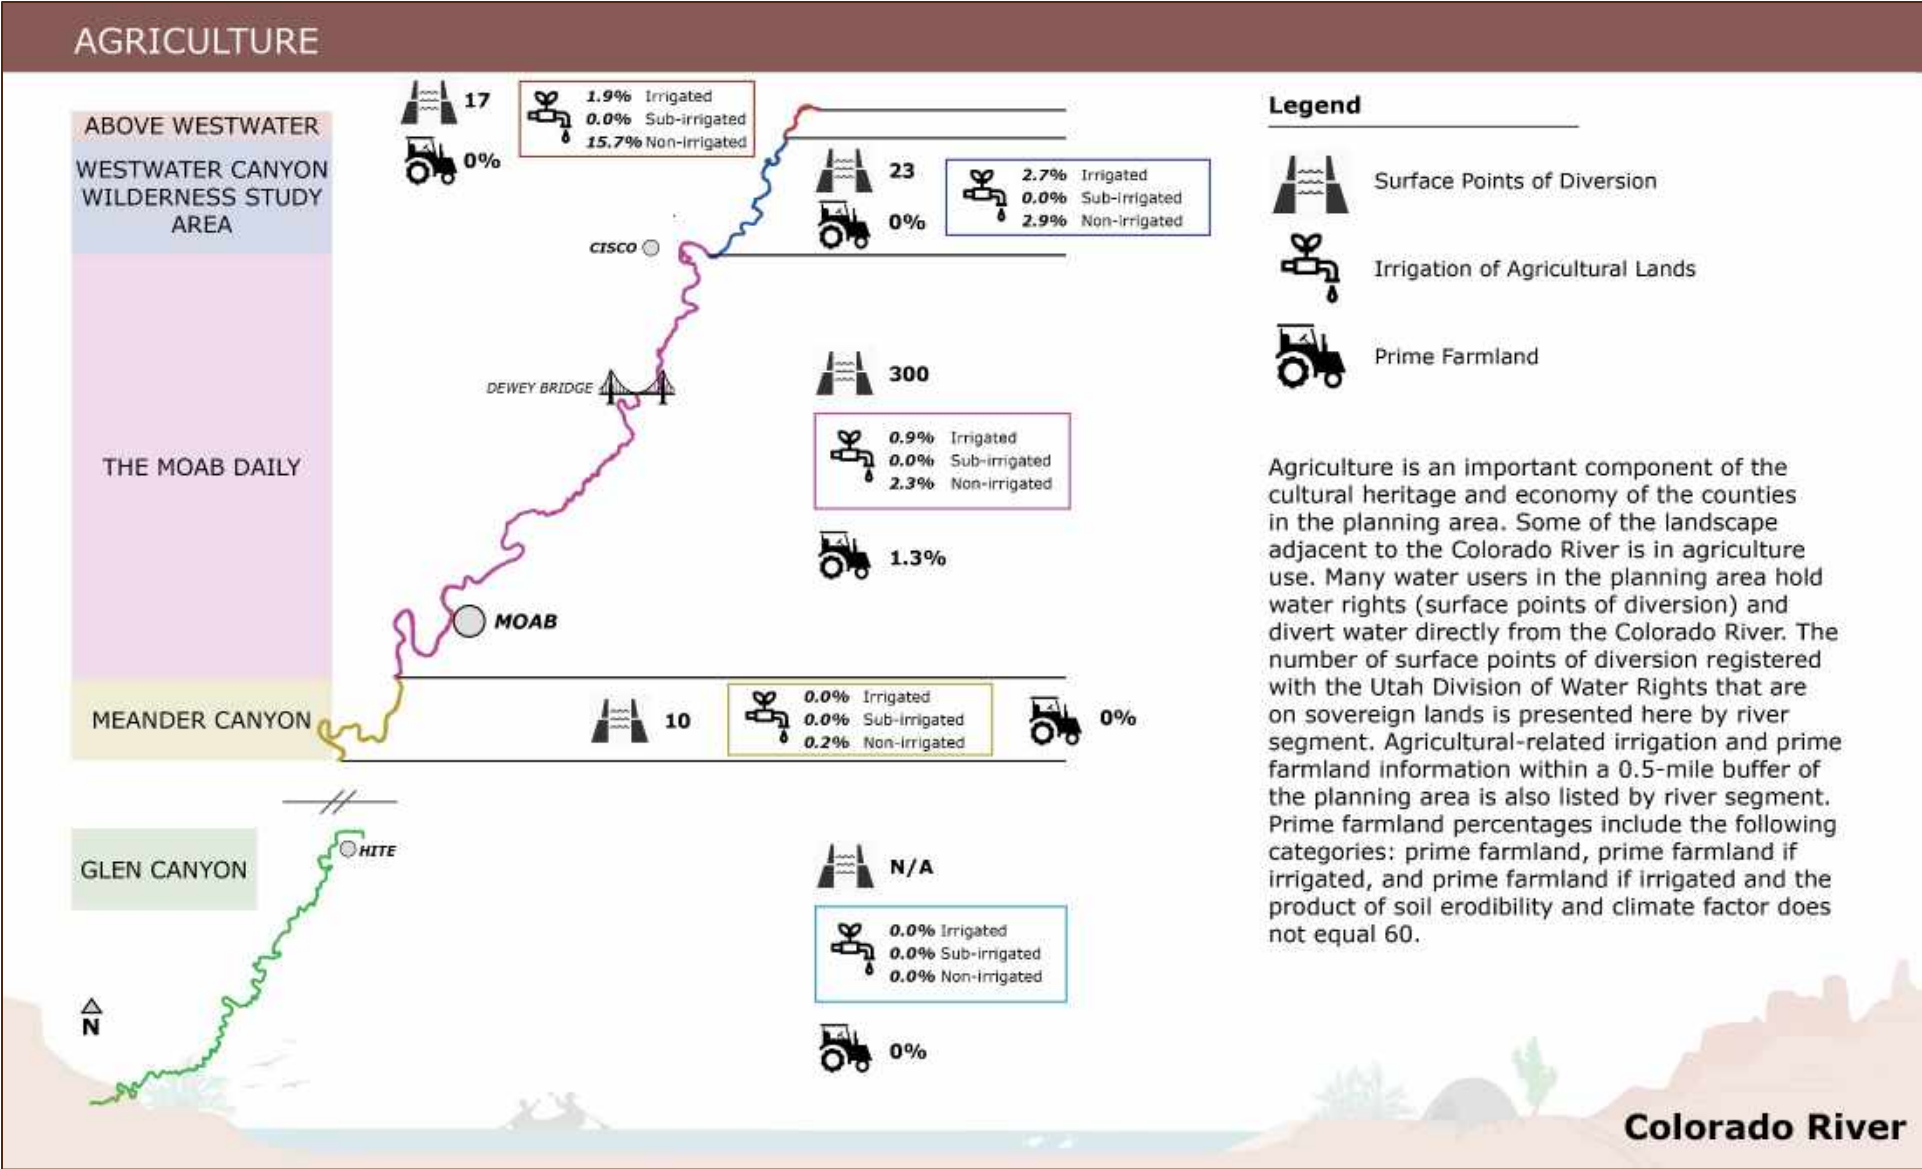 AGRICULTURE
ABOVE WESTWATER
WESTWATER CANYON
WILDERNESS STUDY
AREA
THE MOAB DAILY
MEANDER CANYON
GLEN CANYON
17
0%
1.9% Irrigated
0.0% Sub-irrigated
15.7% Non-irrigated
23
0%
2.7% Irrigated
0.0% Sub-irrigated
2.9% Non-irrigated
CISCO
DEWEY BRIDGE
MOAB
300
0.9% Irrigated
0.0% Sub-irrigated
2.3% Non-irrigated
1.3%
10
0.0% Irrigated
0.0% Sub-irrigated
0.2% Non-irrigated
0%
HITE
N/A
0.0% Irrigated
0.0% Sub-irrigated
0.0% Non-irrigated
0%
N
Legend
Surface Points of Diversion
Irrigation of Agricultural Lands
Prime Farmland
Agriculture is an important component of the
cultural heritage and economy of the counties
in the planning area. Some of the landscape
adjacent to the Colorado River is in agriculture
use. Many water users in the planning area hold
water rights (surface points of diversion) and
divert water directly from the Colorado River. The
number of surface points of diversion registered
with the Utah Division of Water Rights that are
on sovereign lands is presented here by river
segment. Agricultural-related irrigation and prime
farmland information within a 0.5-mile buffer of
the planning area is also listed by river segment.
Prime farmland percentages include the following
categories: prime farmland, prime farmland if
irrigated, and prime farmland if irrigated and the
product of soil erodibility and climate factor does
not equal 60.
Colorado River